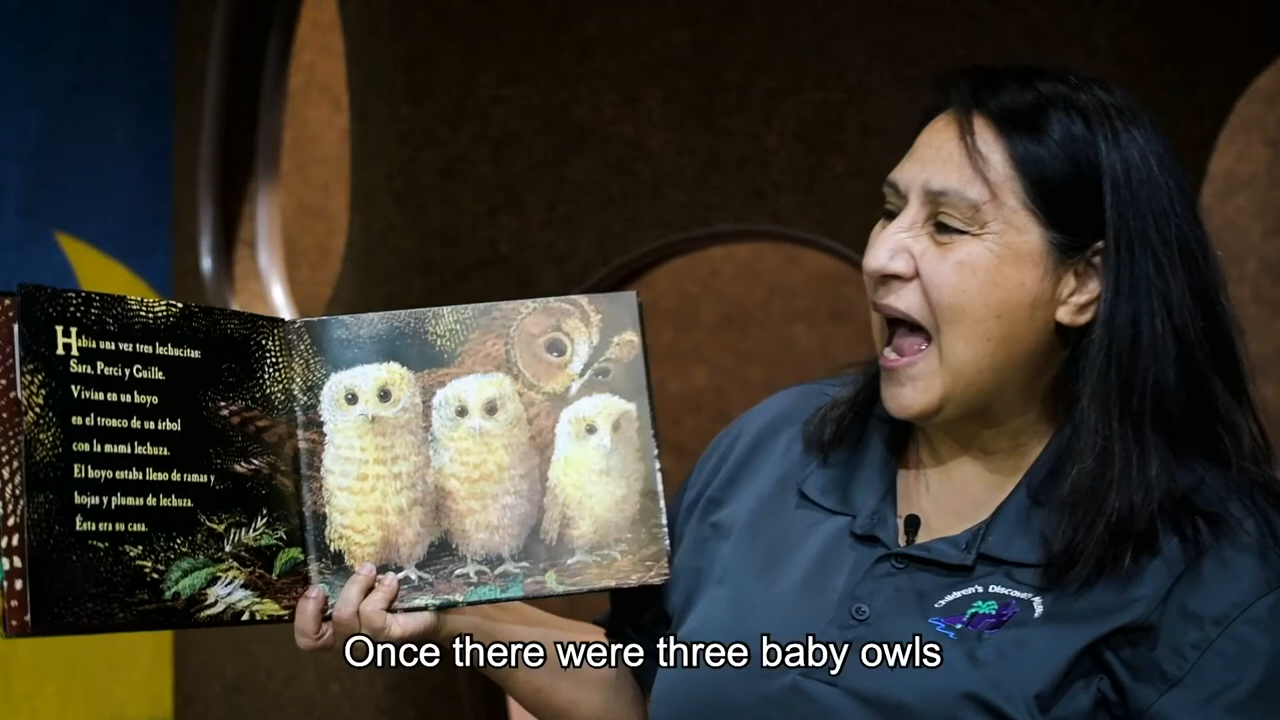 Había una vez tres lechucitas:
Sara, Perci y Guille.
Vivían en un hoyo
en el tronco de un árbol
con la mamá lechuza.
El hoyo estaba lleno de ramas y
hojas y plumas de lechuza.
Ésta era su casa.
Children's Discovery
Once there were three baby owls